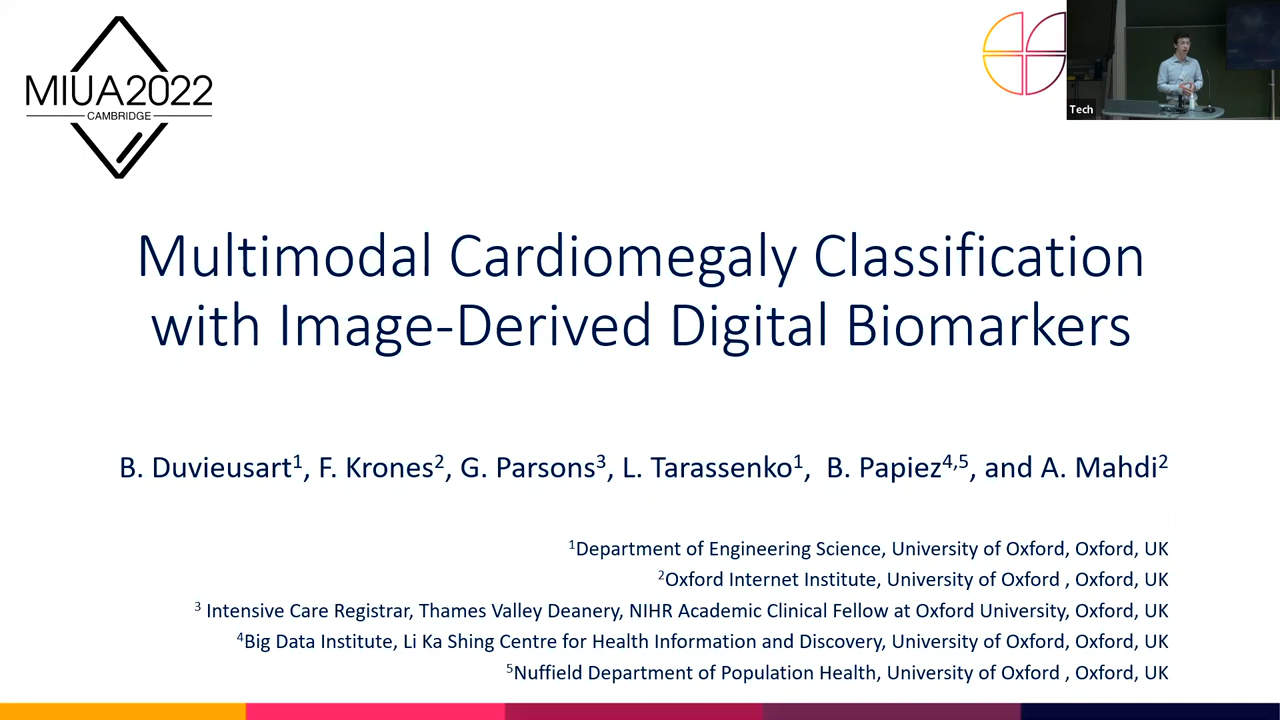 MIUA2022
CAMBRIDGE
Tech
Multimodal Cardiomegaly Classification
with Image-Derived Digital Biomarkers
B. Duvieusart1, F. Krones2, G. Parsons3, L. Tarassenko1, B. Papiez4,5, and A. Mahdi2
1Department of Engineering Science, University of Oxford, Oxford, UK
2Oxford Internet Institute, University of Oxford , Oxford, UK
3 Intensive Care Registrar, Thames Valley Deanery, NIHR Academic Clinical Fellow at Oxford University, Oxford, UK
4Big Data Institute, Li Ka Shing Centre for Health Information and Discovery, University of Oxford, Oxford, UK
5Nuffield Department of Population Health, University of Oxford , Oxford, UK